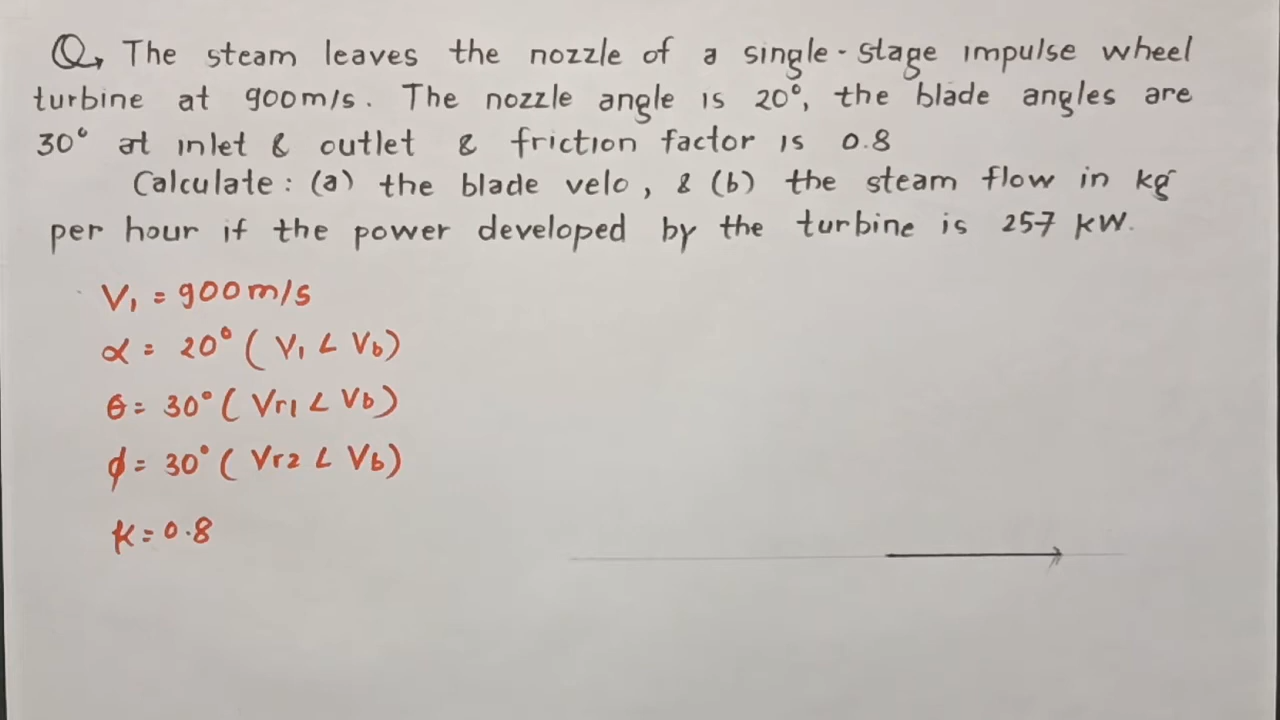 Q, The steam leaves the nozzle of a single-stage impulse wheel
turbine at 900m/s. The nozzle angle is 20°, the blade angles are
30° at inlet & outlet & friction factor is 0.8
Calculate: (a) the blade velo, & (b) the steam flow in kg
per hour if the power developed by the turbine is 257 kW.
V₁ = 900m/s
α = 20° ( V₁ ∠ Vb)
θ = 30° ( Vr1 ∠ Vb)
ϕ = 30° ( Vr2 ∠ Vb)
K = 0.8